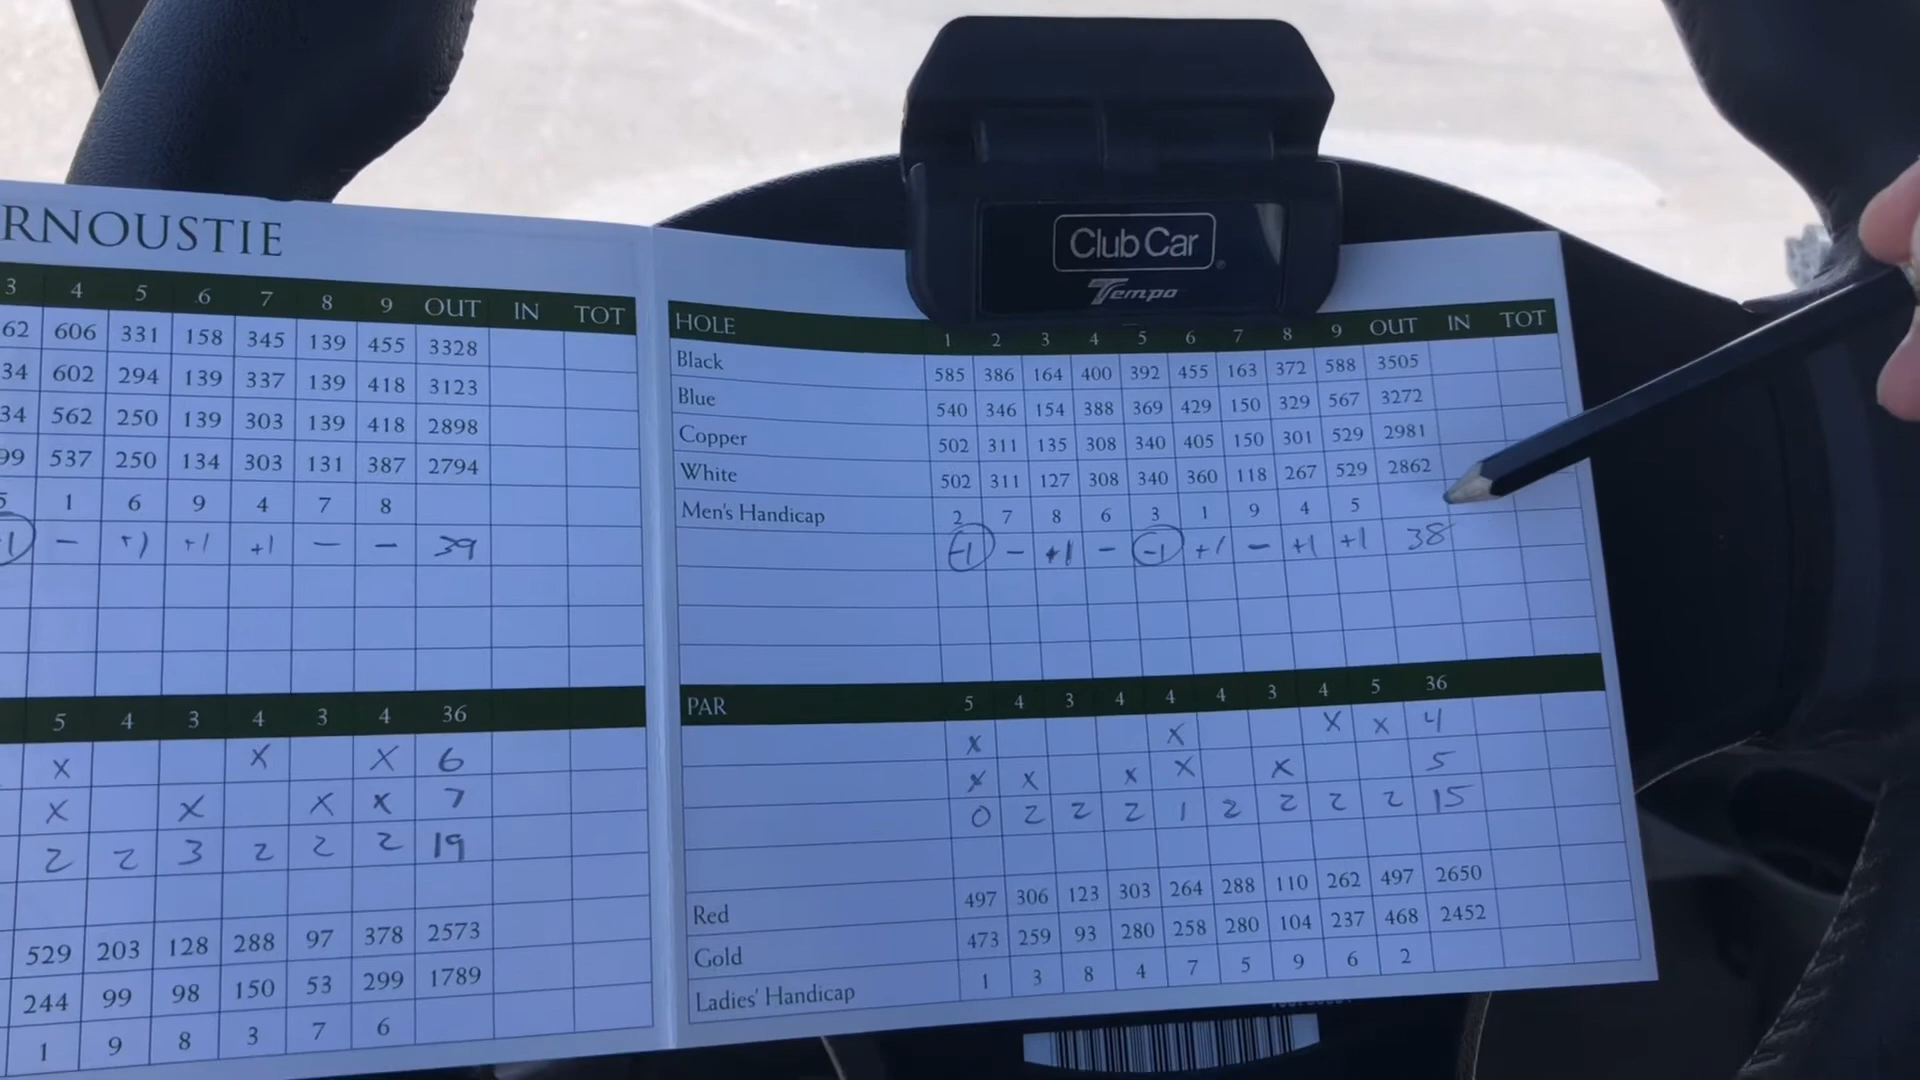 Club Car
Tempo
RNOUSTIE
3 4 5 6 7 8 9 OUT IN TOT
62 606 331 158 345 139 455 3328
34 602 294 139 337 139 418 3123
34 562 250 139 303 139 418 2898
99 537 250 134 303 131 387 2794
5 1 6 9 4 7 8
-1 — +1 +1 +1 — — 39
5 4 3 4 3 4 36
X X X 6
X X X X 7
2 2 3 2 2 2 19
529 203 128 288 97 378 2573
244 99 98 150 53 299 1789
1 9 8 3 7 6
HOLE 1 2 3 4 5 6 7 8 9 OUT IN TOT
Black 585 386 164 400 392 455 163 372 588 3505
Blue 540 346 154 388 369 429 150 329 567 3272
Copper 502 311 135 308 340 405 150 301 529 2981
White 502 311 127 308 340 360 118 267 529 2862
Men's Handicap 2 7 8 6 3 1 9 4 5
-1 — +1 — -1 +1 — +1 +1 38
PAR 5 4 3 4 4 4 3 4 5 36
X X X X 4
X X X X X 5
0 2 2 2 1 2 2 2 2 15
Red 497 306 123 303 264 288 110 262 497 2650
Gold 473 259 93 280 258 280 104 237 468 2452
Ladies' Handicap 1 3 8 4 7 5 9 6 2